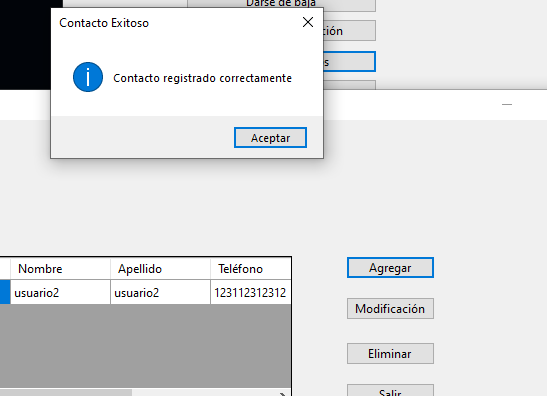 Darse de baja
Contacto Exitoso
Contacto registrado correctamente
Aceptar
Nombre Apellido Teléfono
usuario2 usuario2 123112312312
Agregar
Modificación
Eliminar
Salir